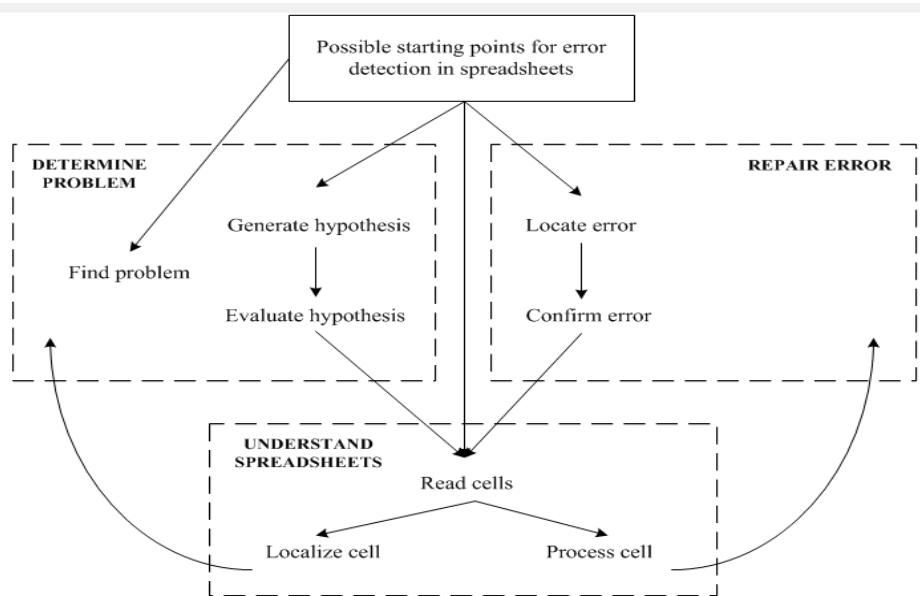 Possible starting points for error
detection in spreadsheets
DETERMINE
PROBLEM
Generate hypothesis
Find problem
Evaluate hypothesis
REPAIR ERROR
Locate error
Confirm error
UNDERSTAND
SPREADSHEETS
Read cells
Localize cell
Process cell